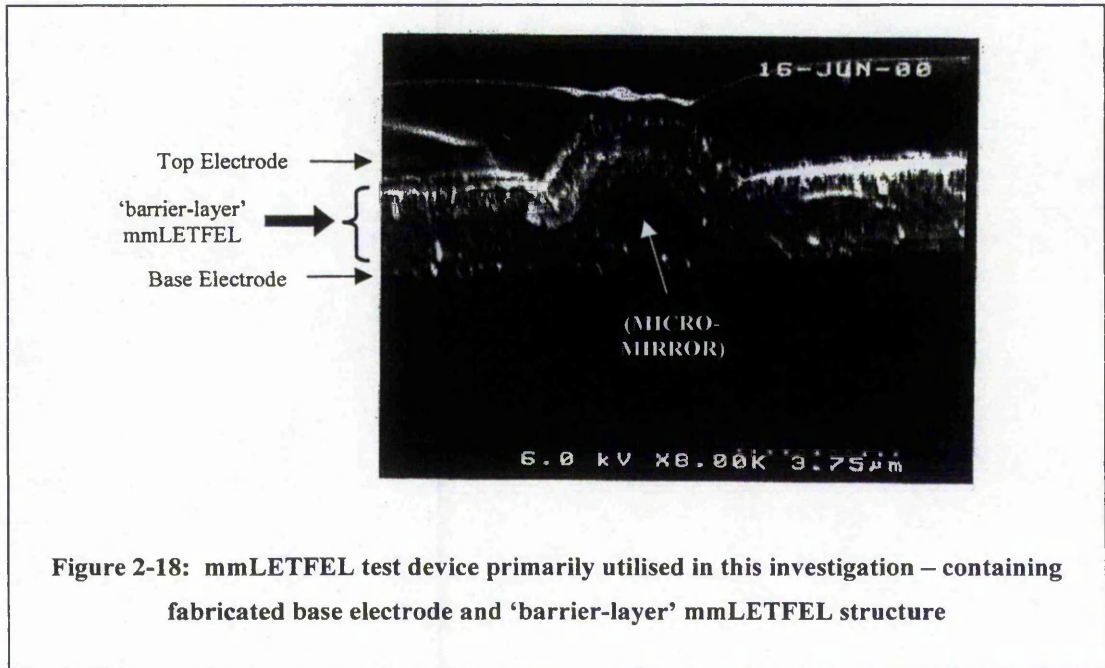 16-JUN-00
Top Electrode
'barrier-layer'
mmLETFEL
Base Electrode
(MICRO-
MIRROR)
6.0 kV X8.00K 3.75µm
Figure 2-18: mmLETFEL test device primarily utilised in this investigation – containing
fabricated base electrode and 'barrier-layer' mmLETFEL structure